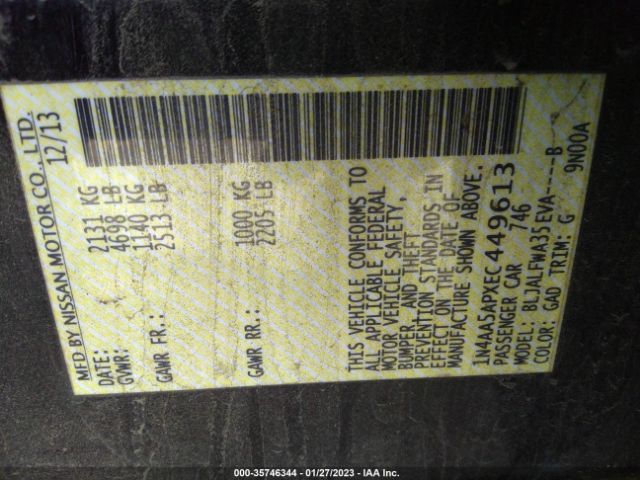 MFD BY NISSAN MOTOR CO., LTD.
DATE: 12/13
GVWR: 2131 KG
4698 LB
GAWR FR.: 1140 KG
2513 LB
GAWR RR.: 1000 KG
2205 LB
THIS VEHICLE CONFORMS TO
ALL APPLICABLE FEDERAL
MOTOR VEHICLE SAFETY,
BUMPER, AND THEFT
PREVENTION STANDARDS IN
EFFECT ON THE DATE OF
MANUFACTURE SHOWN ABOVE.
1N4AA5APXEC449613
PASSENGER CAR 746
MODEL: BLJALFWA35EVA----B
COLOR: GAD TRIM: G 9N00A
000-35746344 - 01/27/2023 - IAA Inc.